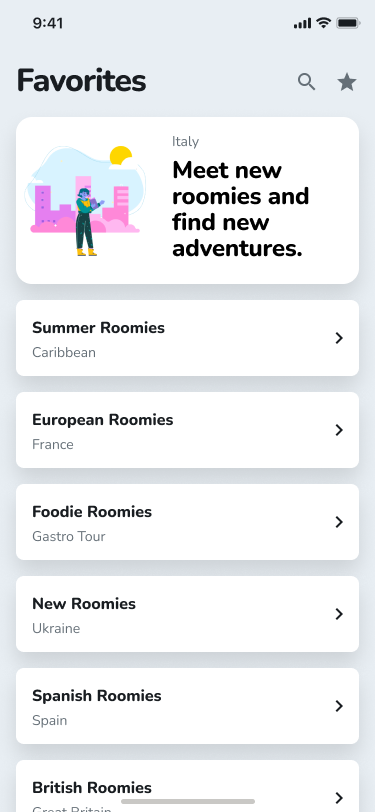 9:41
Favorites
Italy
Meet new
roomies and
find new
adventures.
Summer Roomies
Caribbean
European Roomies
France
Foodie Roomies
Gastro Tour
New Roomies
Ukraine
Spanish Roomies
Spain
British Roomies
Great Britain